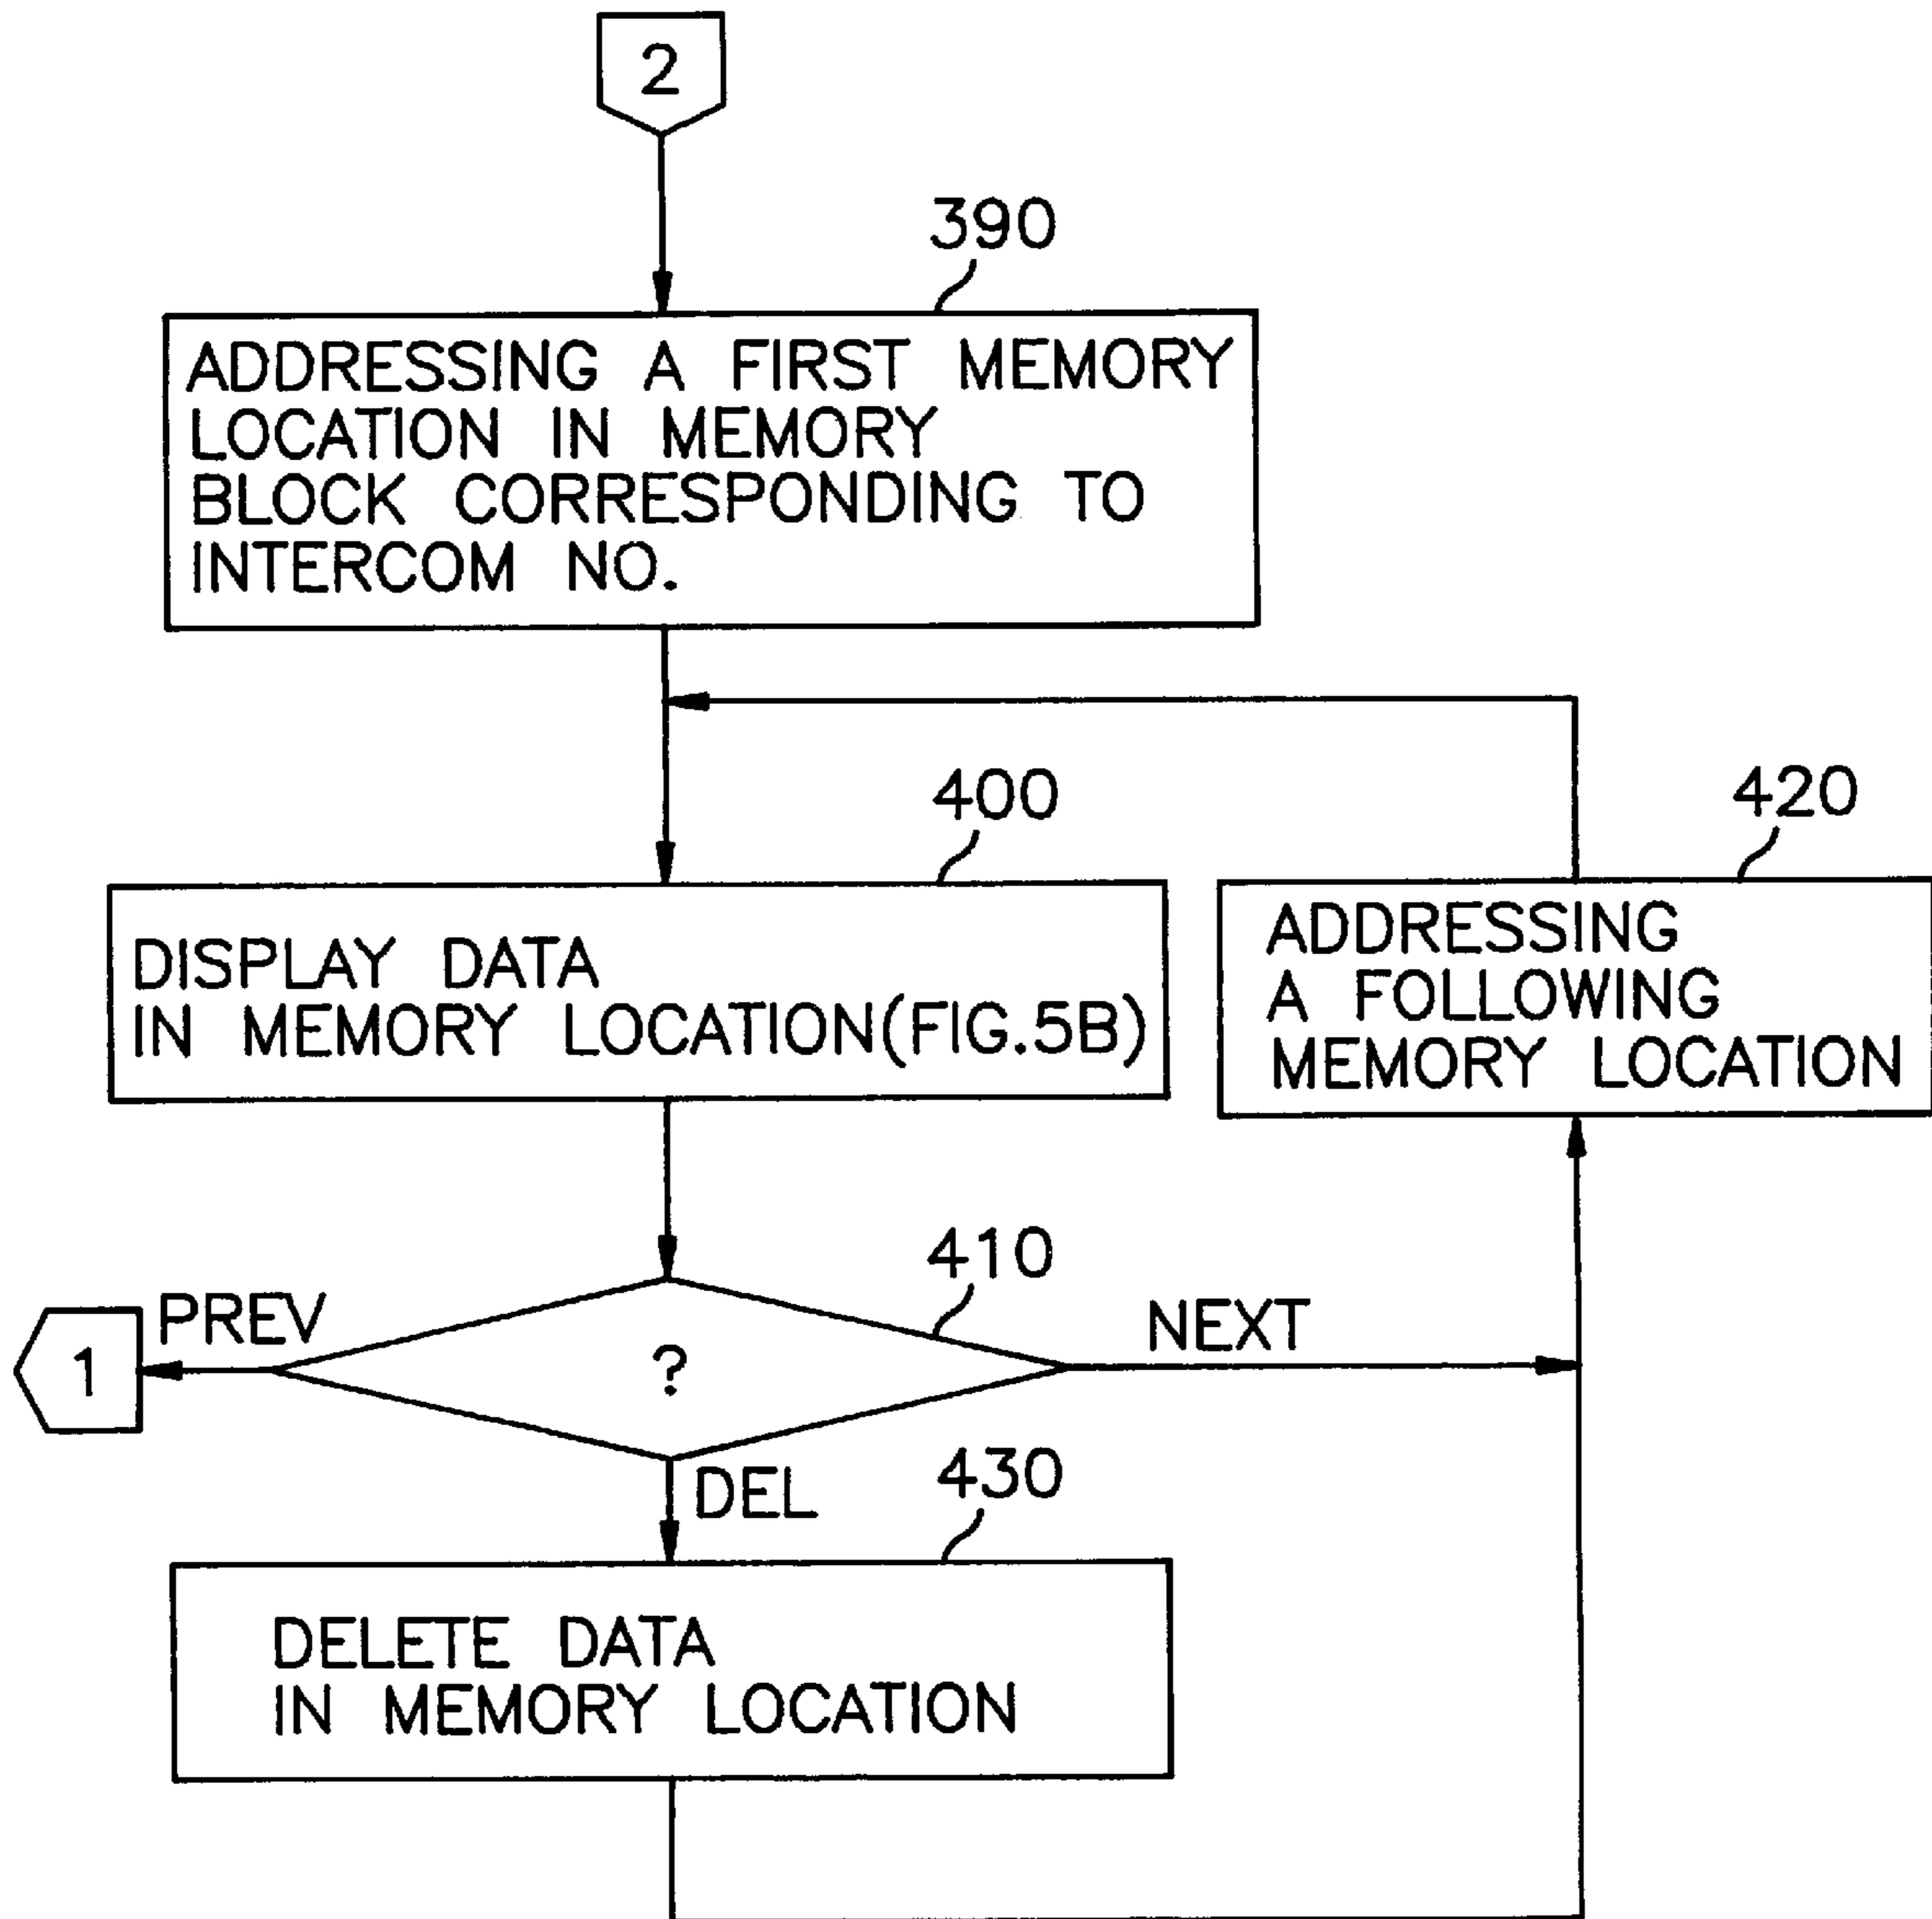 2
390
ADDRESSING A FIRST MEMORY
LOCATION IN MEMORY
BLOCK CORRESPONDING TO
INTERCOM NO.
400
420
DISPLAY DATA
IN MEMORY LOCATION(FIG.5B)
ADDRESSING
A FOLLOWING
MEMORY LOCATION
410
PREV
NEXT
1
?
DEL
430
DELETE DATA
IN MEMORY LOCATION